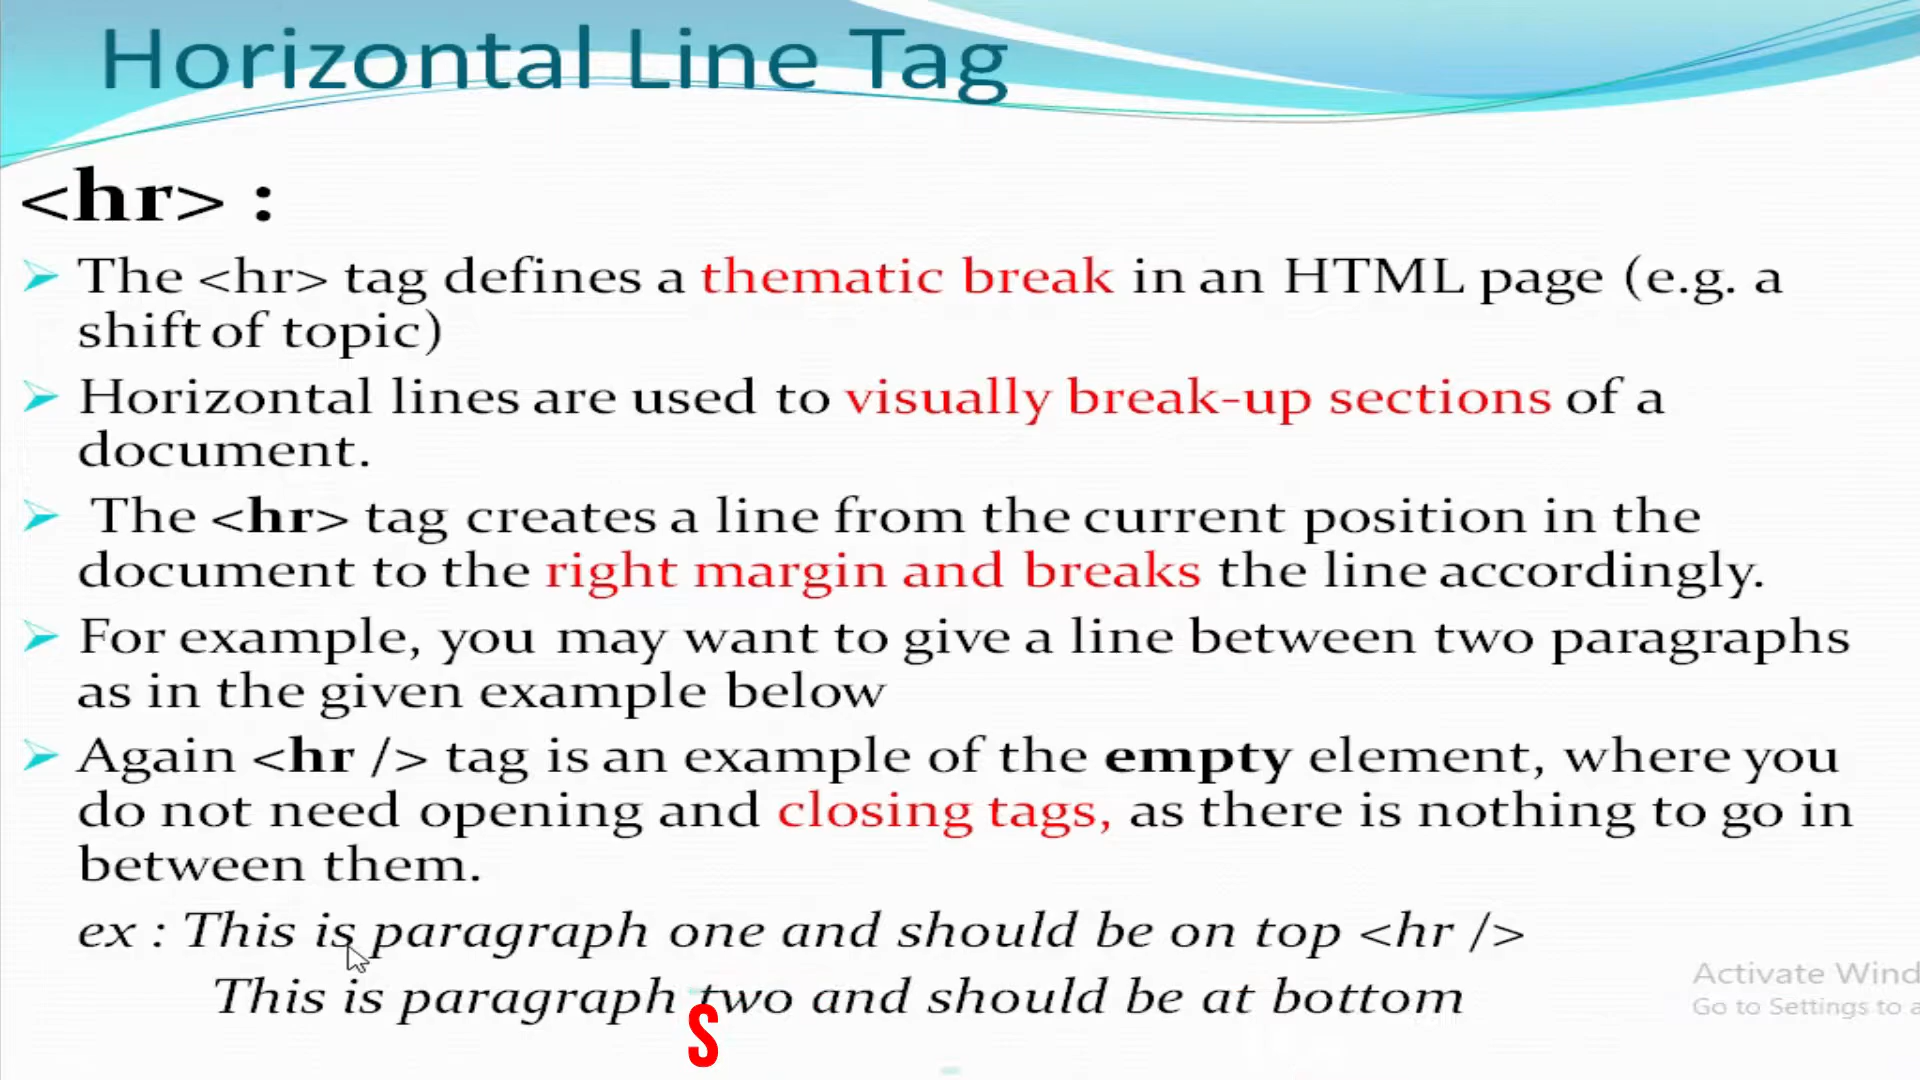 Horizontal Line Tag
<hr> :
The <hr> tag defines a thematic break in an HTML page (e.g. a
shift of topic)
Horizontal lines are used to visually break-up sections of a
document.
The <hr> tag creates a line from the current position in the
document to the right margin and breaks the line accordingly.
For example, you may want to give a line between two paragraphs
as in the given example below
Again <hr /> tag is an example of the empty element, where you
do not need opening and closing tags, as there is nothing to go in
between them.
ex : This is paragraph one and should be on top <hr />
This is paragraph two and should be at bottom
S
Activate Wind
Go to Settings to a